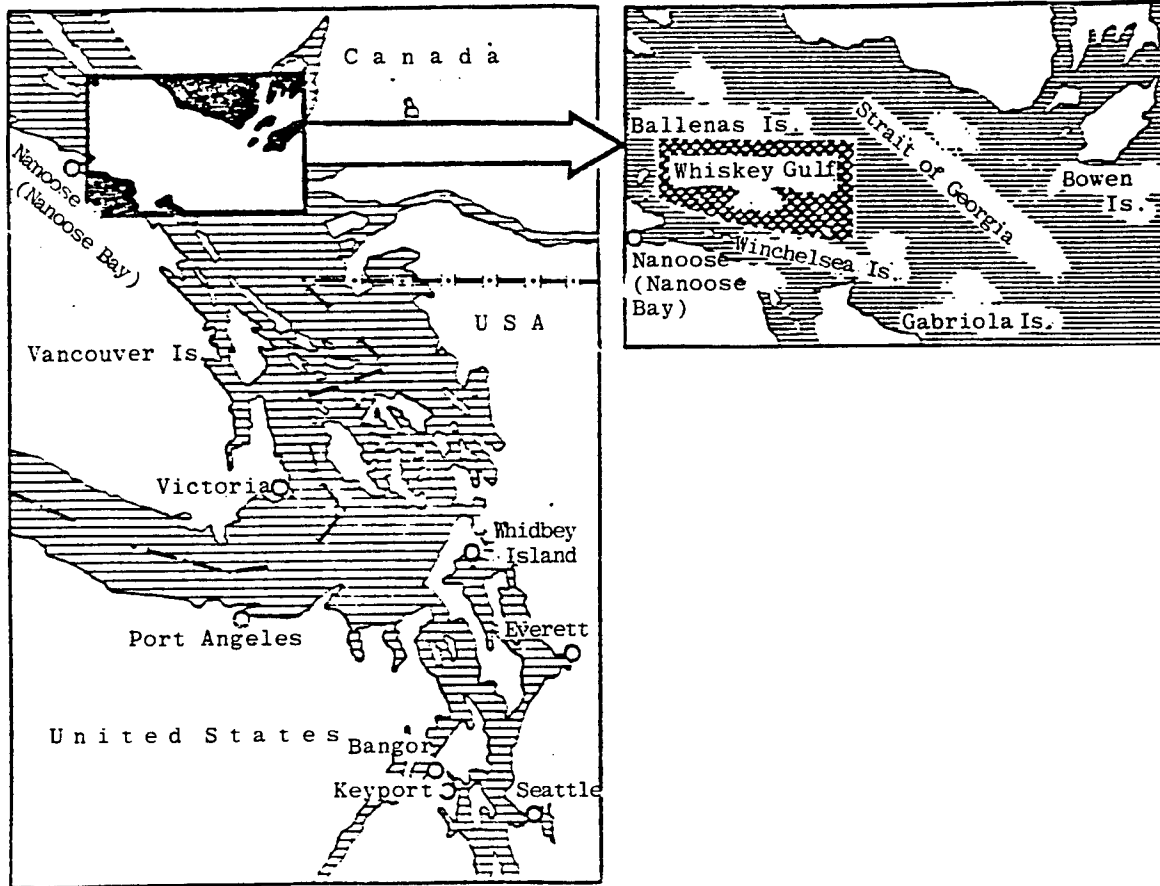 Canada
Nanoose
(Nanoose Bay)
USA
Vancouver Is.
Victoria
Whidbey
Island
Port Angeles
Everett
United States
Bangor
Keyport
Seattle
Ballenas Is.
Whiskey Gulf
Strait of Georgia
Bowen
Is.
Winchelsea Is.
Nanoose
(Nanoose
Bay)
Gabriola Is.